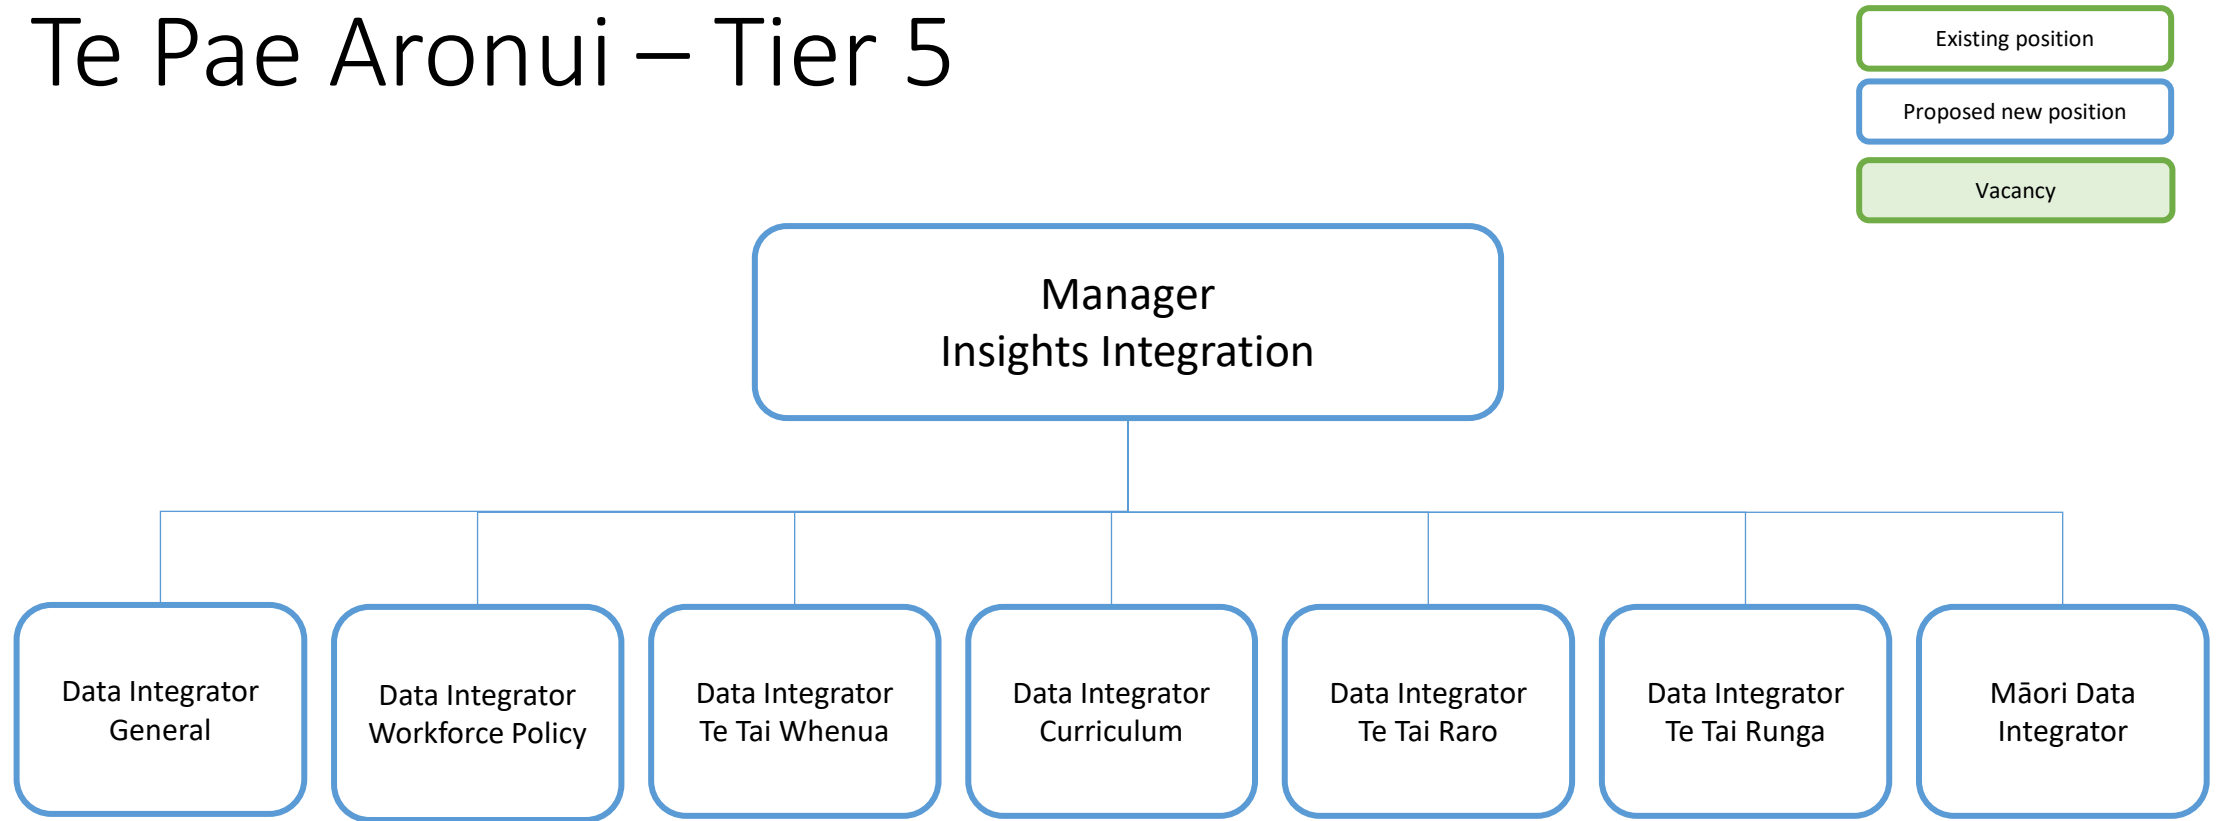 Te Pae Aronui – Tier 5
Existing position
Proposed new position
Vacancy
Manager
Insights Integration
Data Integrator
General
Data Integrator
Workforce Policy
Data Integrator
Te Tai Whenua
Data Integrator
Curriculum
Data Integrator
Te Tai Raro
Data Integrator
Te Tai Runga
Māori Data
Integrator